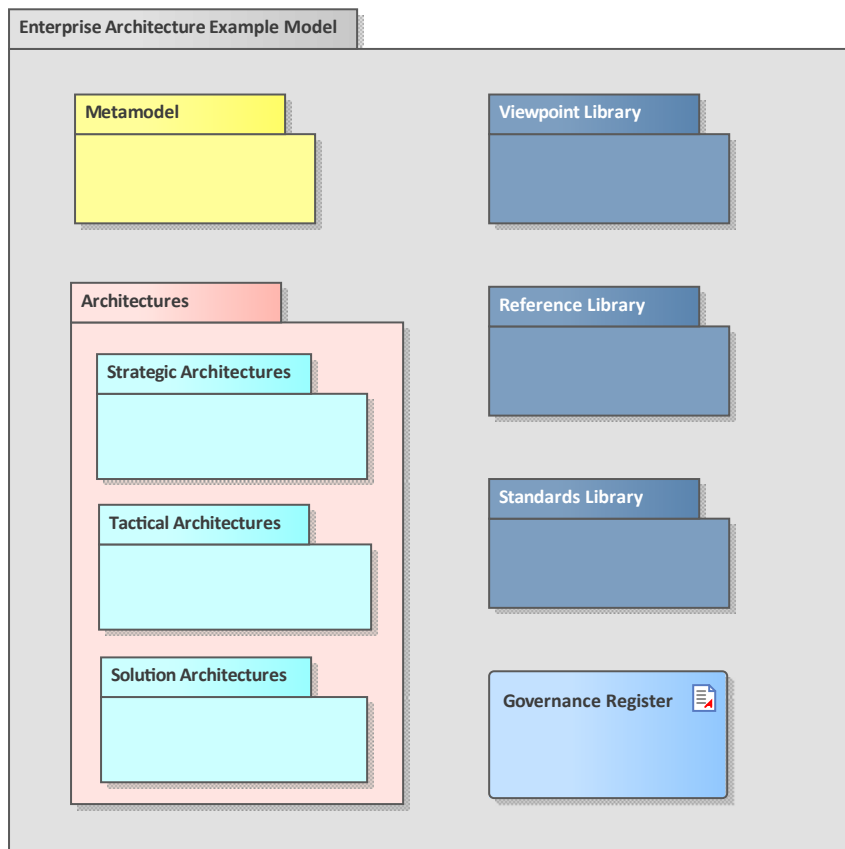 Enterprise Architecture Example Model
Metamodel
Viewpoint Library
Architectures
Reference Library
Strategic Architectures
Tactical Architectures
Standards Library
Solution Architectures
Governance Register